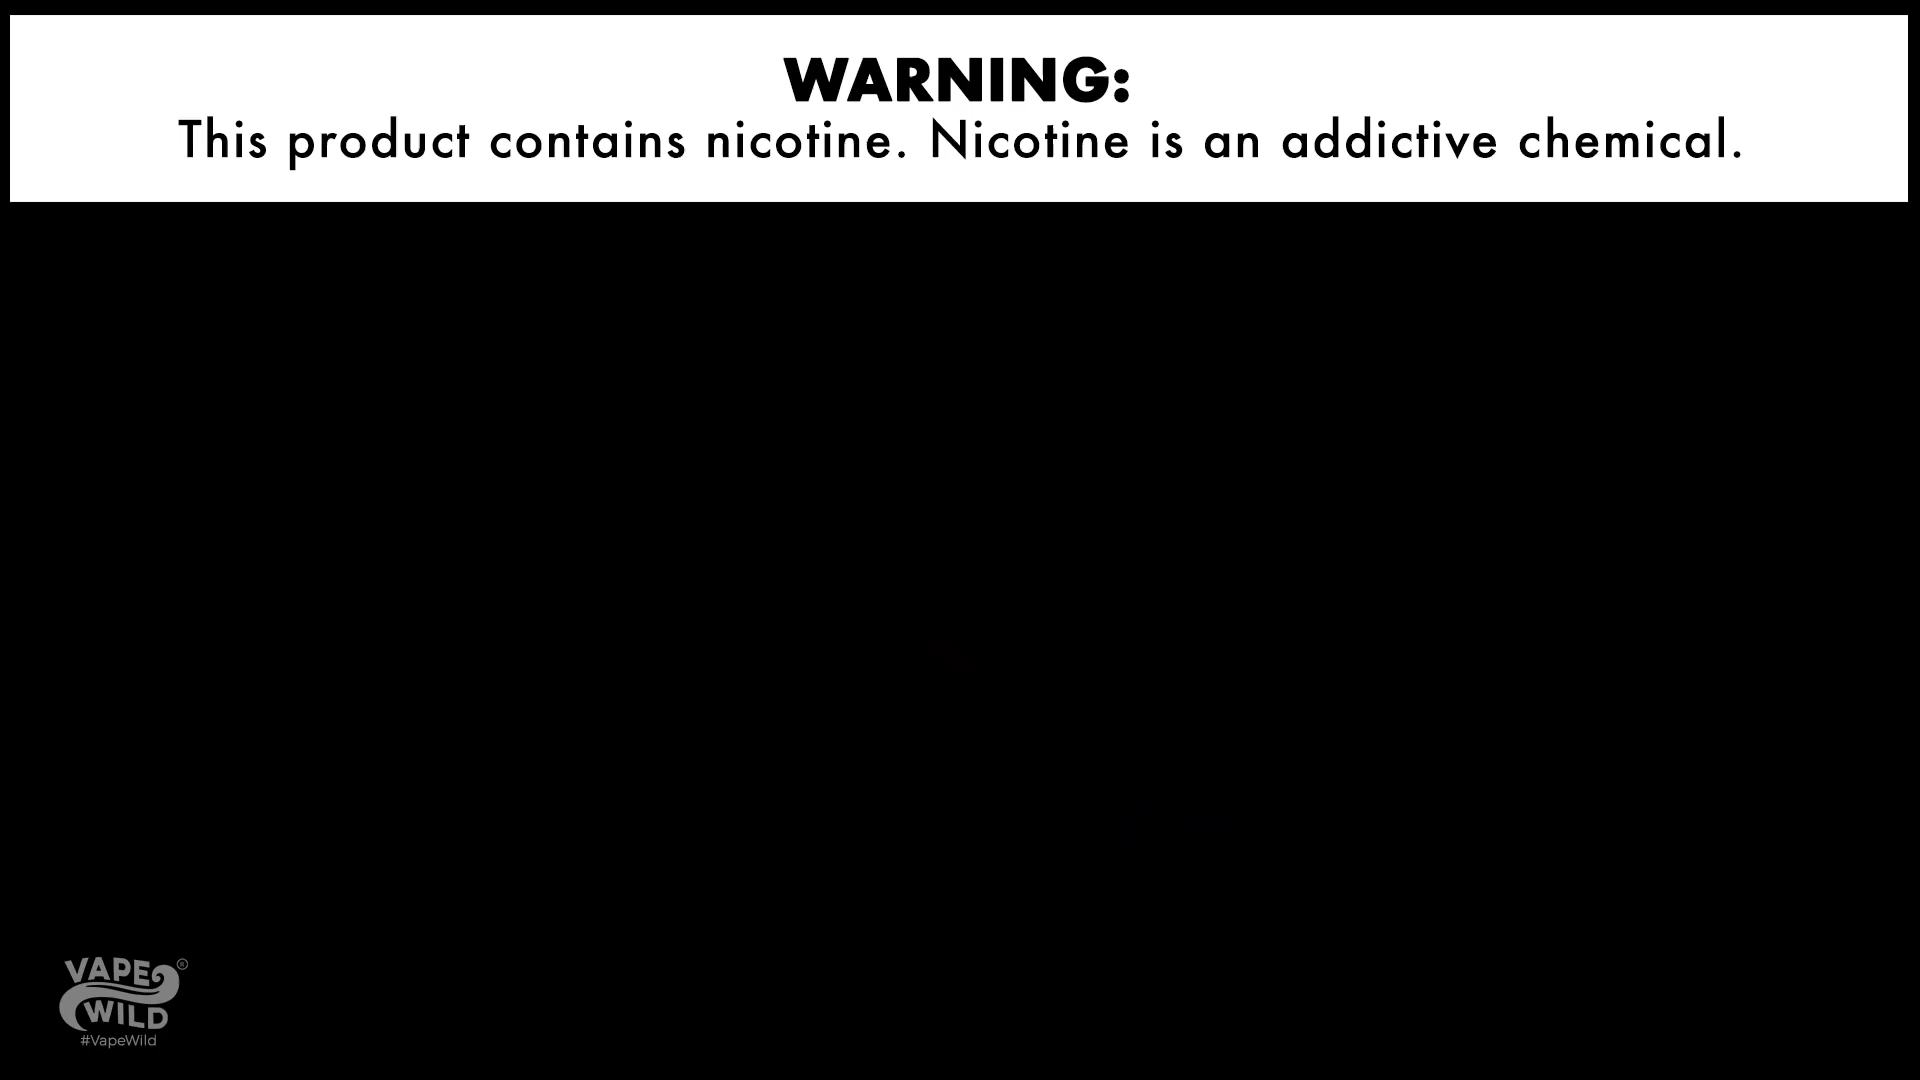 WARNING:
This product contains nicotine. Nicotine is an addictive chemical.
VAPE ®
WILD
#VapeWild